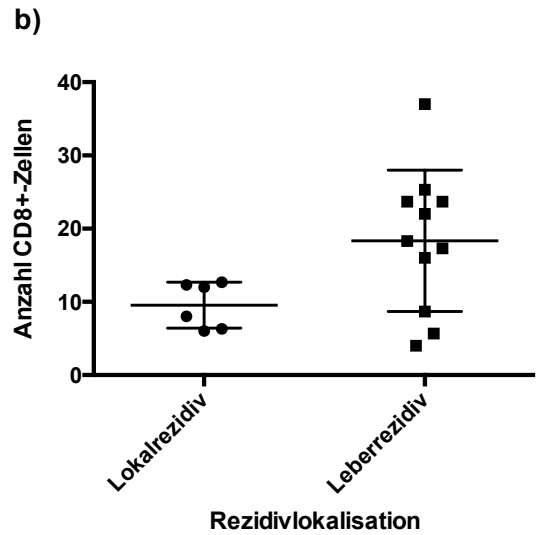 b)
Anzahl CD8+-Zellen
40
30
20
10
0
Lokalrezidiv
Leberrezidiv
Rezidivlokalisation